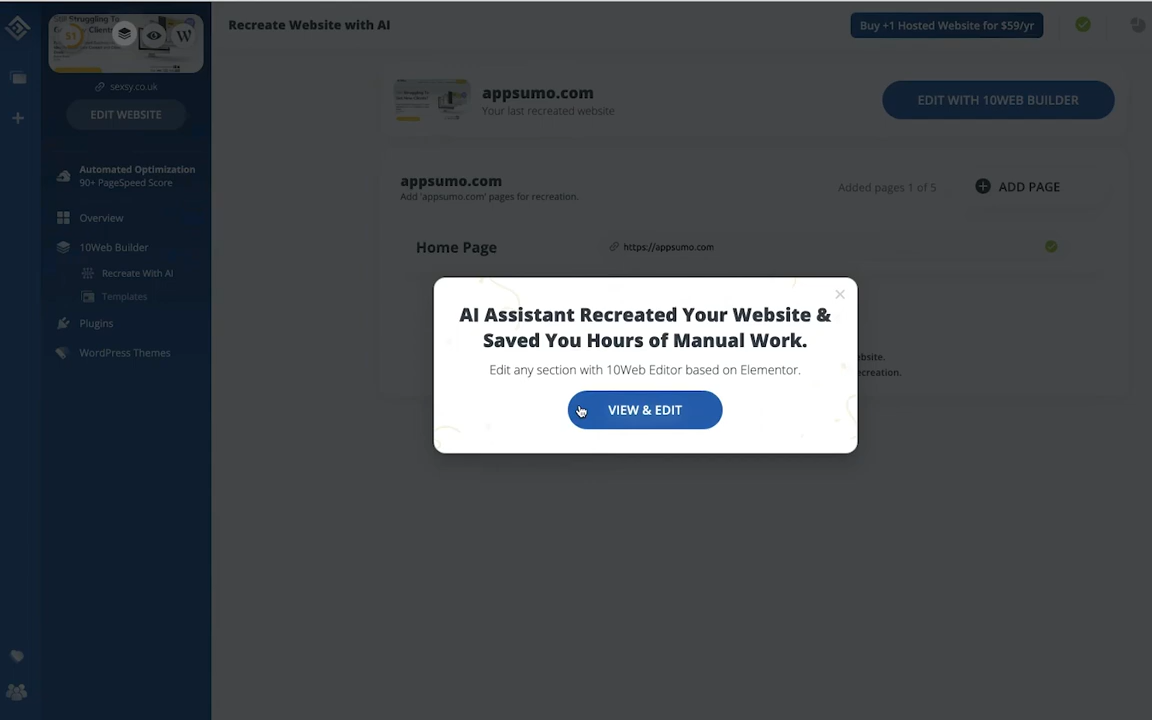 Recreate Website with AI
Buy +1 Hosted Website for $59/yr
51
W
sexsy.co.uk
EDIT WEBSITE
Automated Optimization
90+ PageSpeed Score
Overview
10Web Builder
Recreate With AI
Templates
Plugins
WordPress Themes
appsumo.com
Your last recreated website
EDIT WITH 10WEB BUILDER
appsumo.com
Add 'appsumo.com' pages for recreation.
Added pages 1 of 5
ADD PAGE
Home Page
https://appsumo.com
AI Assistant Recreated Your Website &
Saved You Hours of Manual Work.
Edit any section with 10Web Editor based on Elementor.
VIEW & EDIT
ebsite.
ecreation.